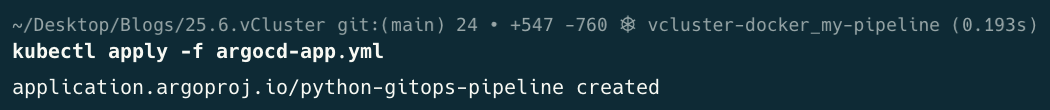 ~/Desktop/Blogs/25.6.vCluster git:(main) 24 • +547 -760 ⎈ vcluster-docker_my-pipeline (0.193s)
kubectl apply -f argocd-app.yml
application.argoproj.io/python-gitops-pipeline created